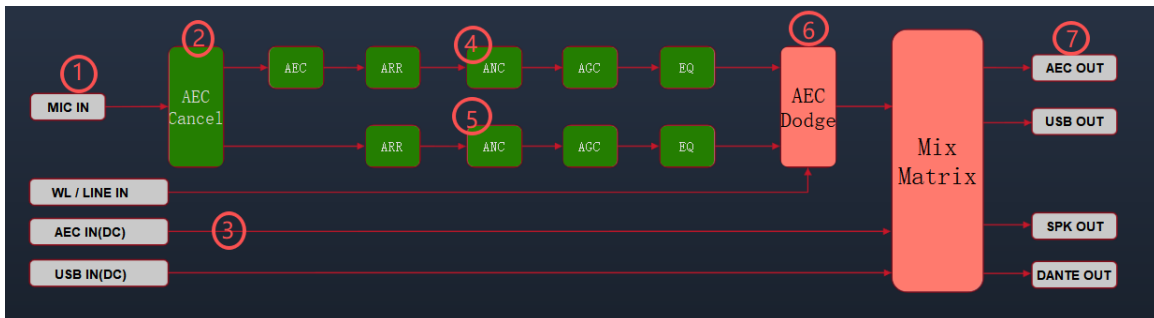 1
2
4
6
7
MIC IN
AEC
Cancel
AEC
ARR
ANC
AGC
EQ
5
ARR
ANC
AGC
EQ
AEC
Dodge
Mix
Matrix
AEC OUT
USB OUT
WL / LINE IN
AEC IN(DC)
3
USB IN(DC)
SPK OUT
DANTE OUT